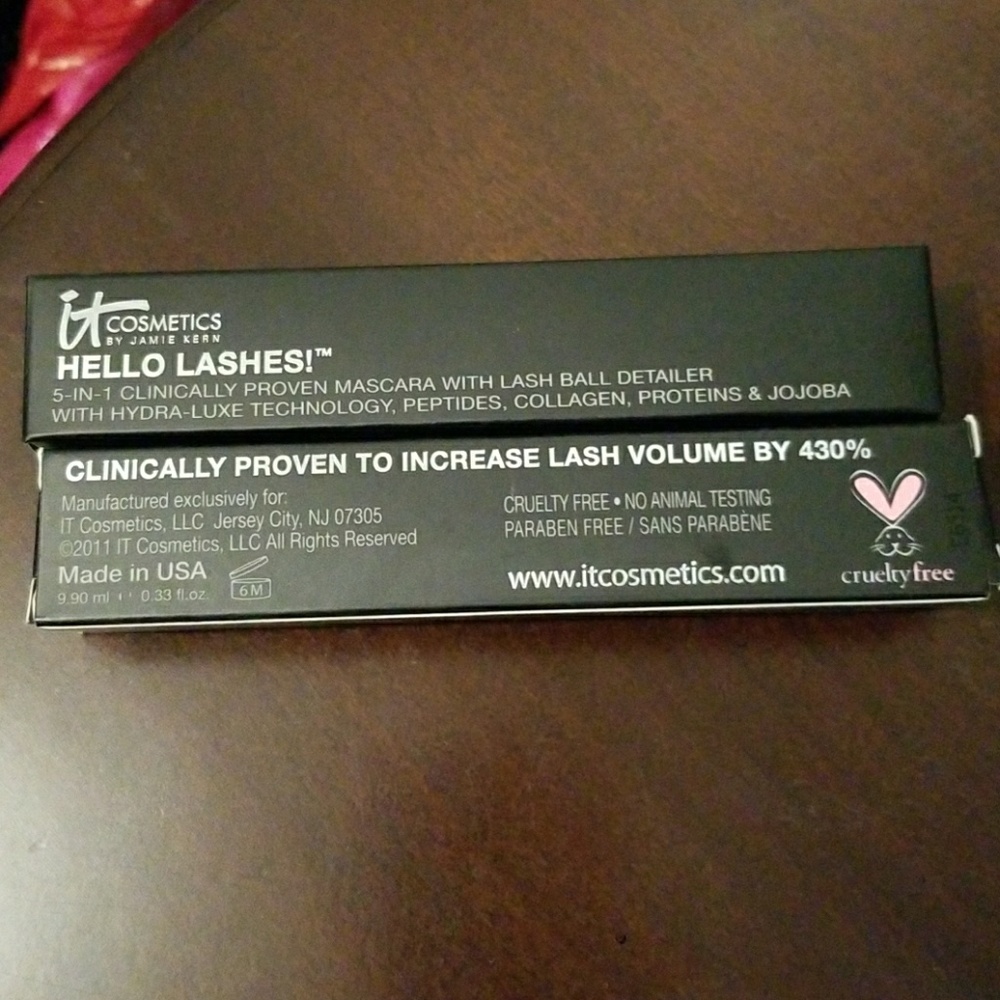 it COSMETICS
BY JAMIE KERN
HELLO LASHES!™
5-IN-1 CLINICALLY PROVEN MASCARA WITH LASH BALL DETAILER
WITH HYDRA-LUXE TECHNOLOGY, PEPTIDES, COLLAGEN, PROTEINS & JOJOBA
CLINICALLY PROVEN TO INCREASE LASH VOLUME BY 430%
Manufactured exclusively for:
IT Cosmetics, LLC Jersey City, NJ 07305
©2011 IT Cosmetics, LLC All Rights Reserved
Made in USA
9.90 ml 0.33 fl.oz.
6M
CRUELTY FREE • NO ANIMAL TESTING
PARABEN FREE / SANS PARABÈNE
www.itcosmetics.com
crueltyfree